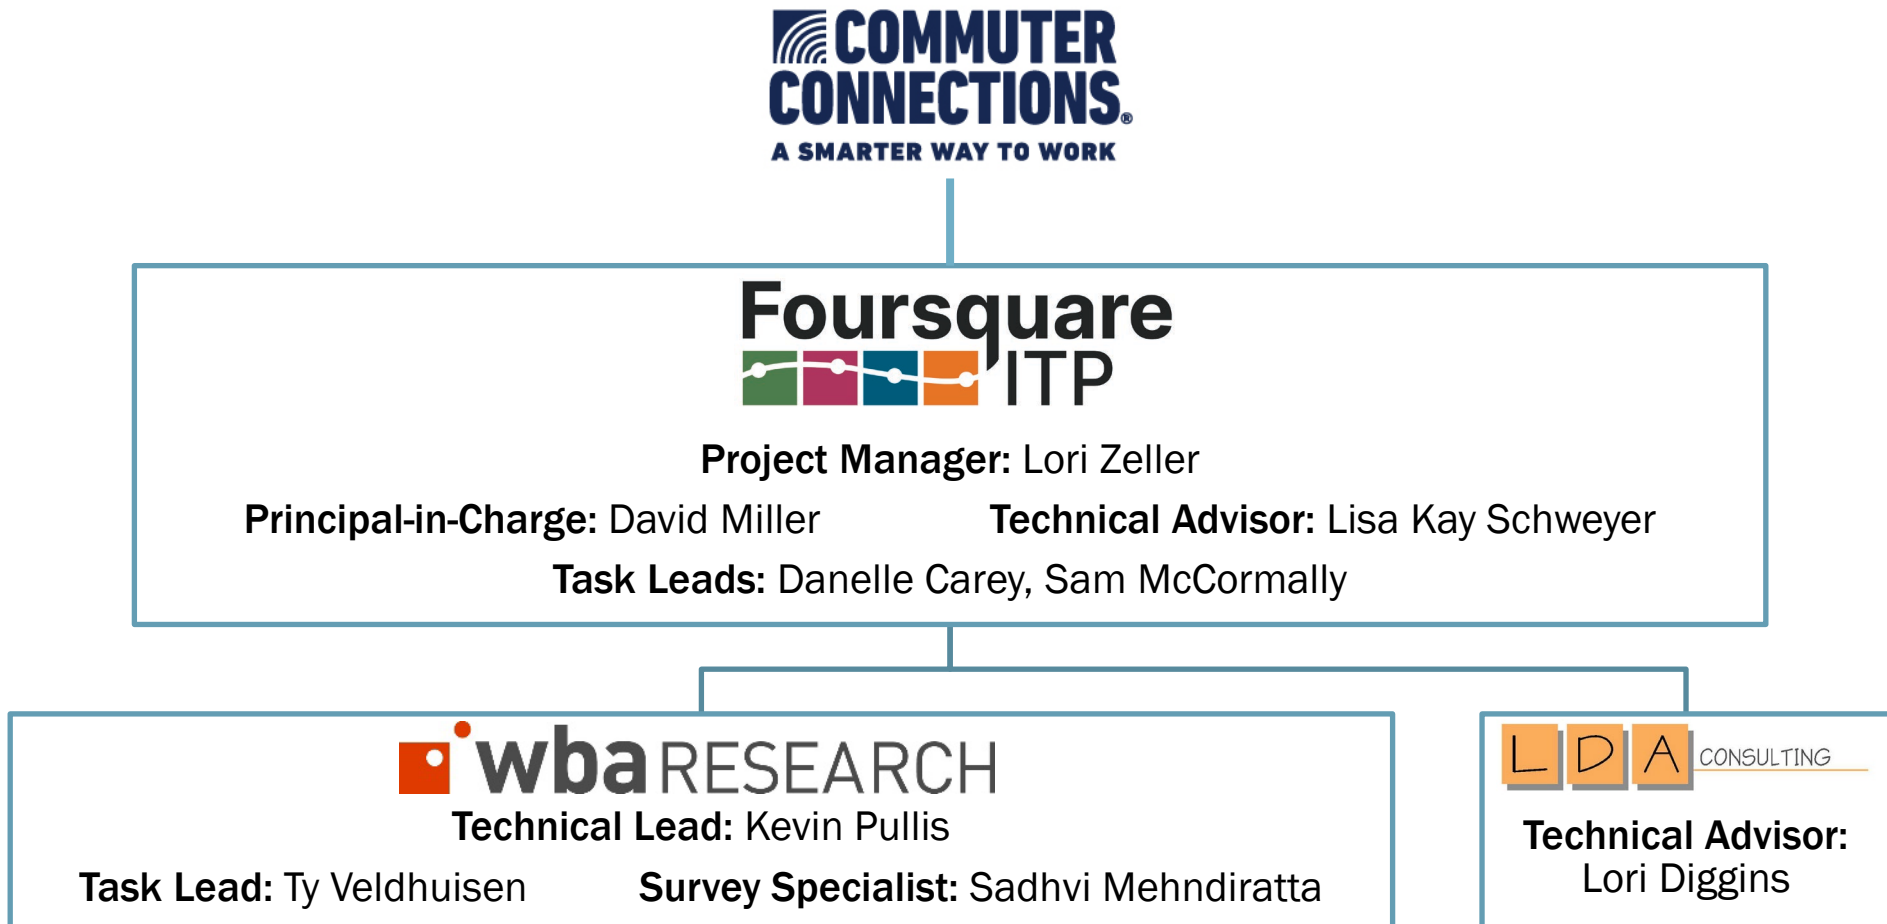 COMMUTER
CONNECTIONS®
A SMARTER WAY TO WORK
Foursquare
ITP
Project Manager: Lori Zeller
Principal-in-Charge: David Miller
Technical Advisor: Lisa Kay Schweyer
Task Leads: Danelle Carey, Sam McCormally
wbaRESEARCH
Technical Lead: Kevin Pullis
Task Lead: Ty Veldhuisen
Survey Specialist: Sadhvi Mehndiratta
LDA CONSULTING
Technical Advisor:
Lori Diggins